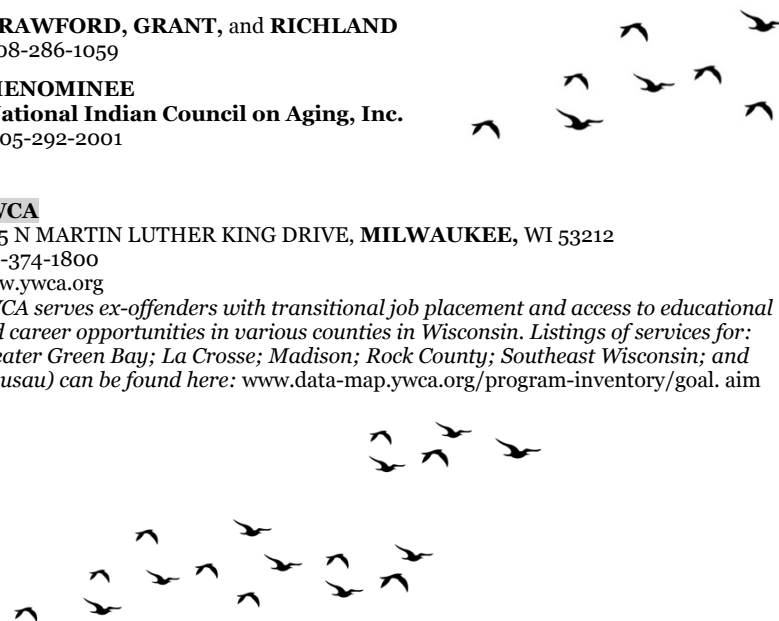 RAWFORD, GRANT, and RICHLAND
08-286-1059
MENOMINEE
National Indian Council on Aging, Inc.
05-292-2001
WCA
5 N MARTIN LUTHER KING DRIVE, MILWAUKEE, WI 53212
-374-1800
ww.ywca.org
WCA serves ex-offenders with transitional job placement and access to educational
d career opportunities in various counties in Wisconsin. Listings of services for:
eater Green Bay; La Crosse; Madison; Rock County; Southeast Wisconsin; and
usau) can be found here: www.data-map.ywca.org/program-inventory/goal. aim